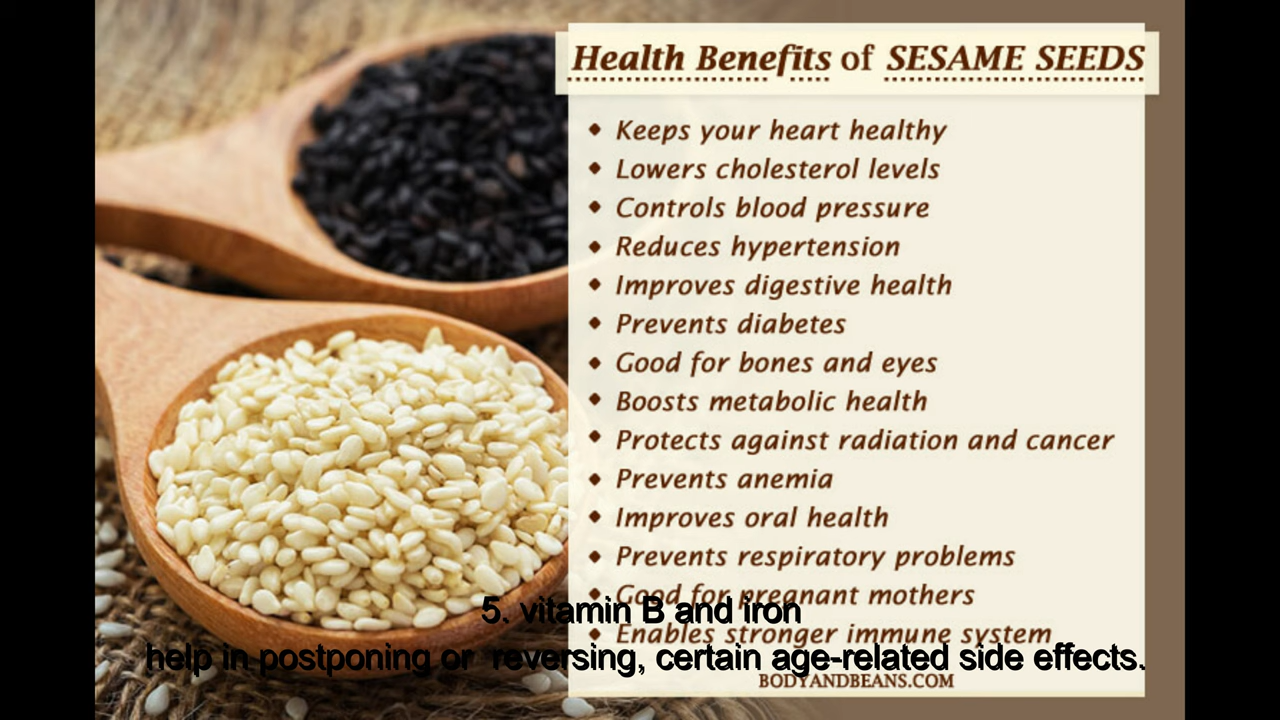 Health Benefits of SESAME SEEDS
Keeps your heart healthy
Lowers cholesterol levels
Controls blood pressure
Reduces hypertension
Improves digestive health
Prevents diabetes
Good for bones and eyes
Boosts metabolic health
Protects against radiation and cancer
Prevents anemia
Improves oral health
Prevents respiratory problems
Good for pregnant mothers
5. vitamin B and iron
Enables stronger immune system
help in postponing or  reversing, certain age-related side effects.
BODYANDBEANS.COM